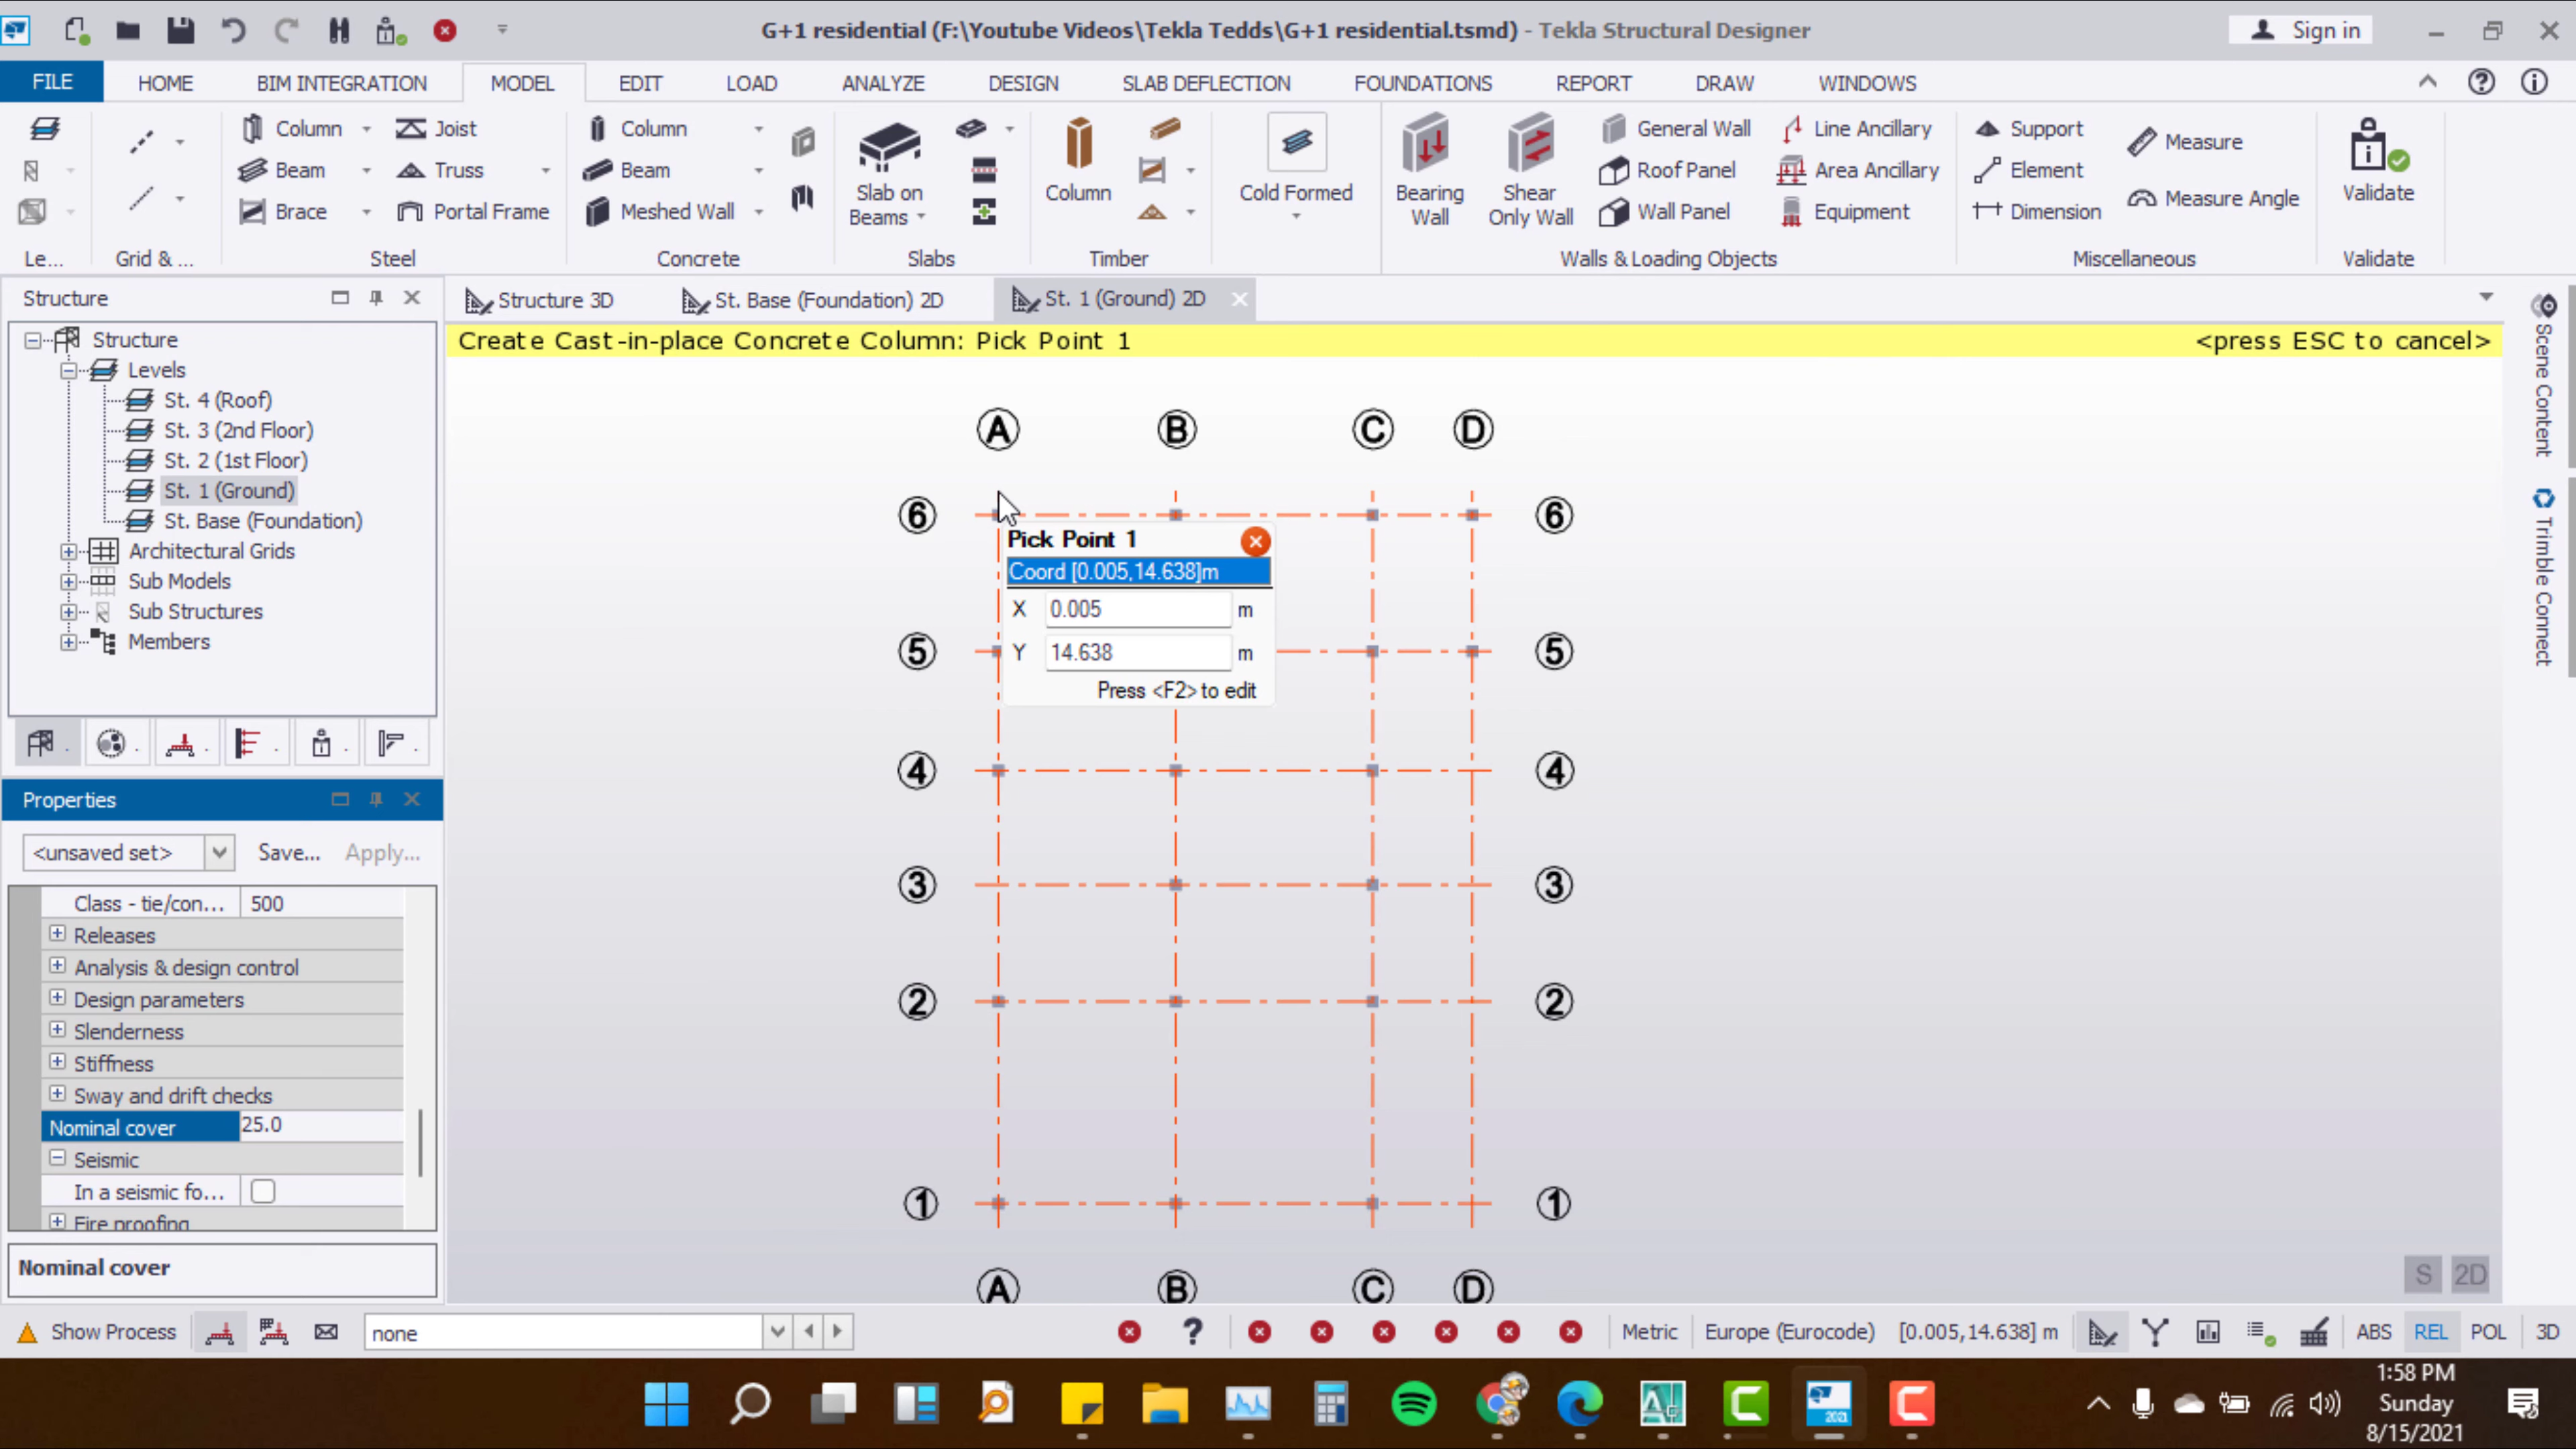 G+1 residential (F:\Youtube Videos\Tekla Tedds\G+1 residential.tsmd) - Tekla Structural Designer
Sign in
FILE HOME BIM INTEGRATION MODEL EDIT LOAD ANALYZE DESIGN SLAB DEFLECTION FOUNDATIONS REPORT DRAW WINDOWS
Column Joist Column General Wall Line Ancillary Support Measure
Beam Truss Beam Roof Panel Area Ancillary Element
Brace Portal Frame Meshed Wall Wall Panel Equipment Dimension Measure Angle
Slab on Beams
Column
Cold Formed
Bearing Wall
Shear Only Wall
Validate
Le... Grid & ... Steel Concrete Slabs Timber Walls & Loading Objects Miscellaneous Validate
Structure
Structure 3D St. Base (Foundation) 2D St. 1 (Ground) 2D
Create Cast-in-place Concrete Column: Pick Point 1 <press ESC to cancel>
Structure
Levels
St. 4 (Roof)
St. 3 (2nd Floor)
St. 2 (1st Floor)
St. 1 (Ground)
St. Base (Foundation)
Architectural Grids
Sub Models
Sub Structures
Members
A B C D
6 6
Pick Point 1
Coord [0.005,14.638]m
X 0.005 m
Y 14.638 m
Press <F2> to edit
5 5
4 4
3 3
2 2
1 1
A B C D
Scene Content
Trimble Connect
Properties
<unsaved set> Save... Apply...
Class - tie/con... 500
Releases
Analysis & design control
Design parameters
Slenderness
Stiffness
Sway and drift checks
Nominal cover 25.0
Seismic
In a seismic fo...
Fire proofing
Nominal cover
S 2D
Show Process none Metric Europe (Eurocode) [0.005,14.638] m ABS REL POL 3D
2021
1:58 PM
Sunday
8/15/2021